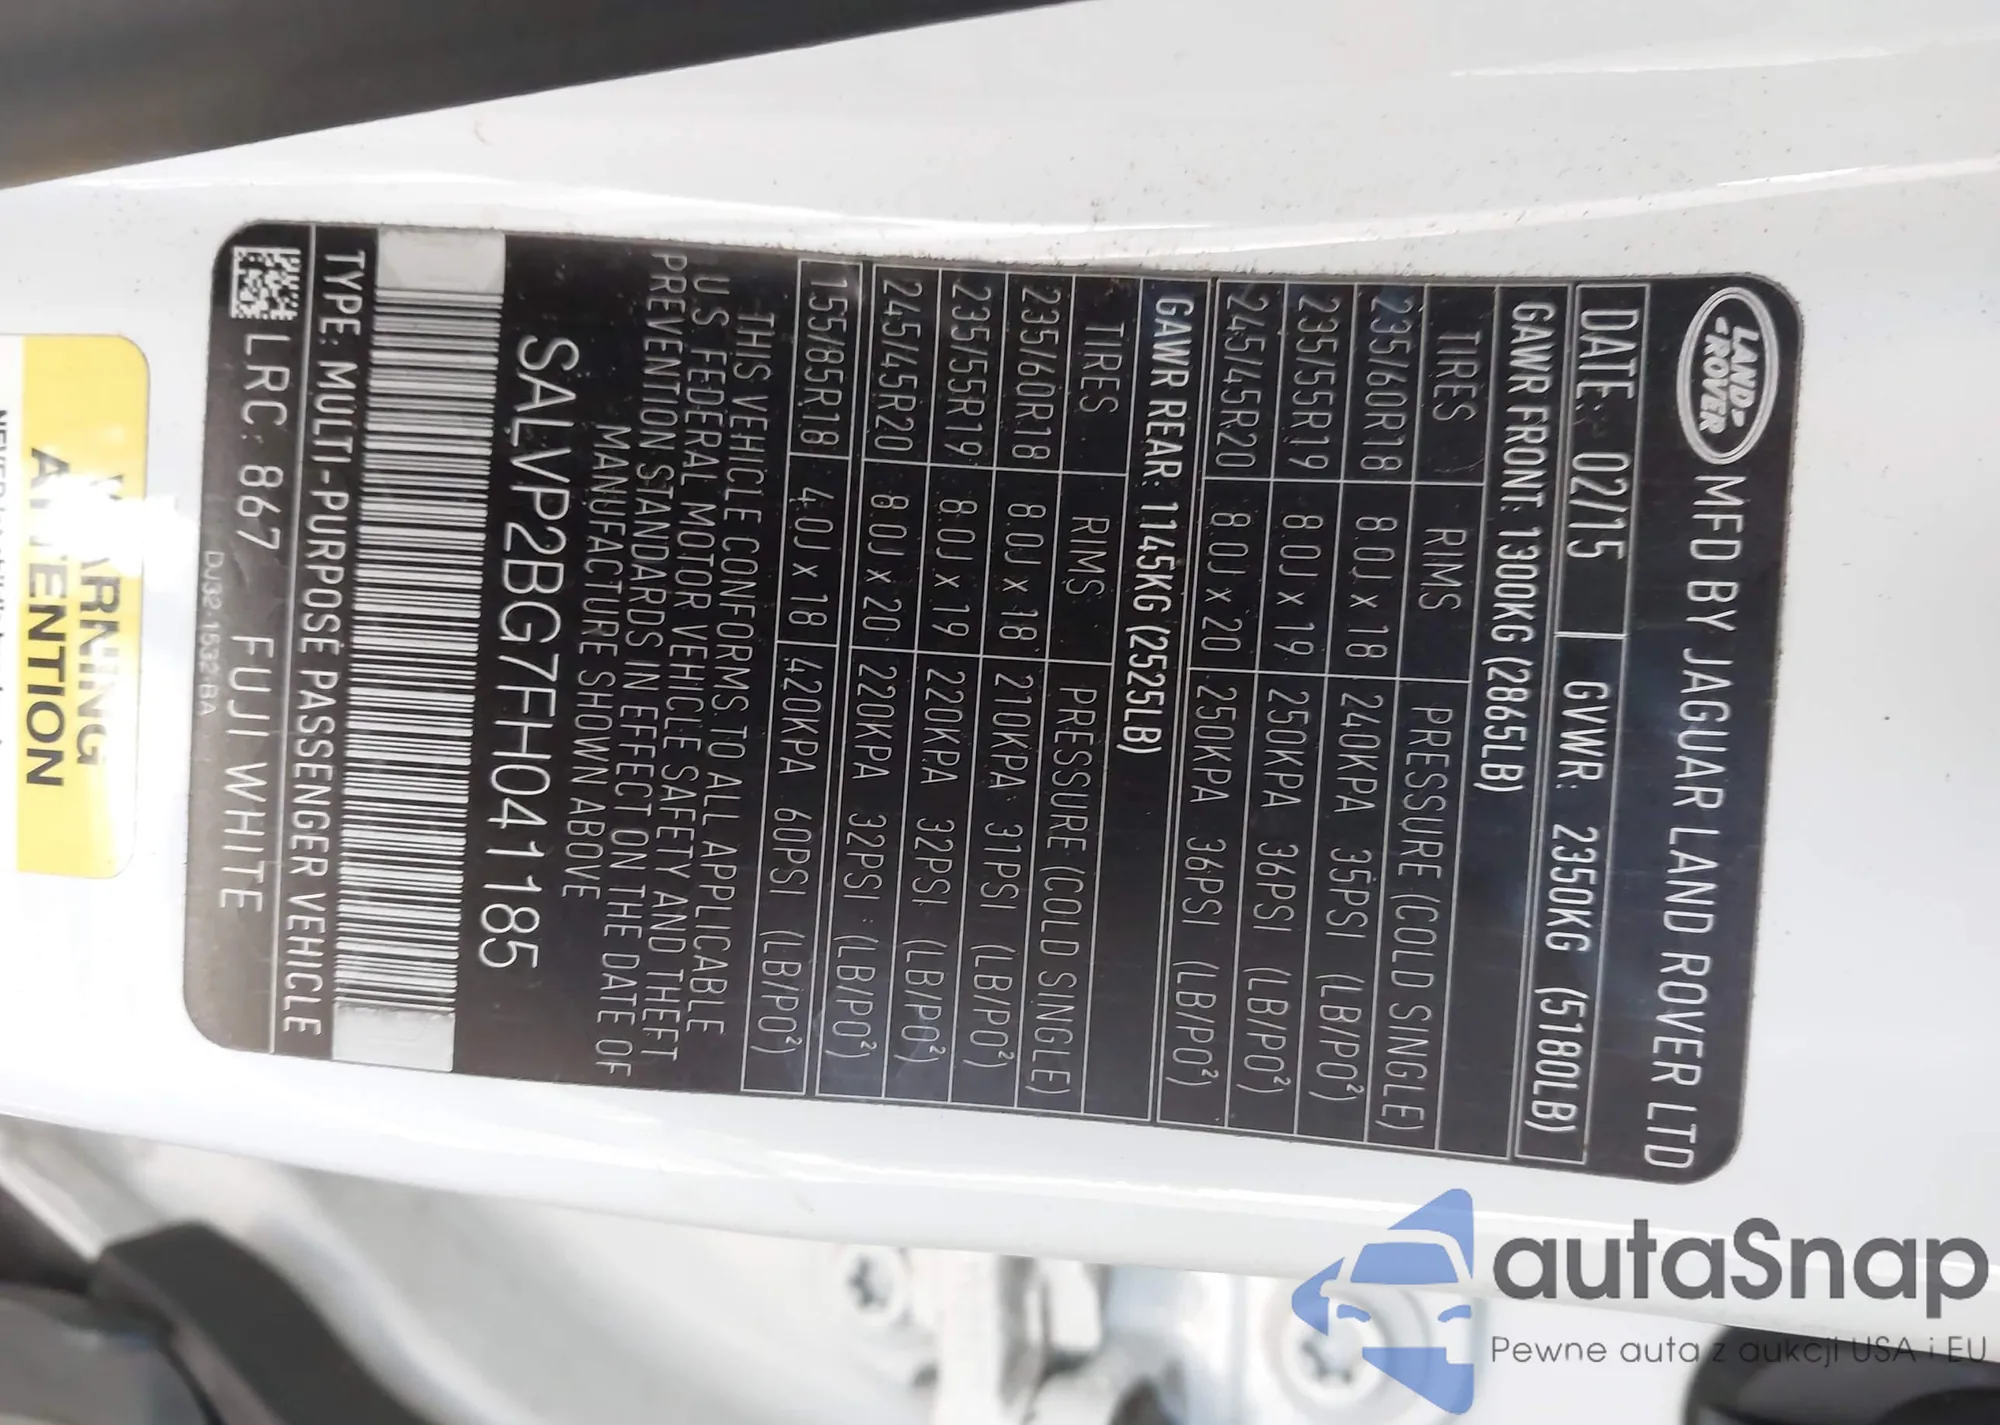 LAND-
-ROVER
MFD BY JAGUAR LAND ROVER LTD
DATE: 02/15 GVWR: 2350KG (5180LB)
GAWR FRONT: 1300KG (2865LB)
TIRES RIMS PRESSURE (COLD SINGLE)
235/60R18 8.0J x 18 240KPA 35PSI (LB/PO²)
235/55R19 8.0J x 19 250KPA 36PSI (LB/PO²)
245/45R20 8.0J x 20 250KPA 36PSI (LB/PO²)
GAWR REAR: 1145KG (2525LB)
TIRES RIMS PRESSURE (COLD SINGLE)
235/60R18 8.0J x 18 210KPA 31PSI (LB/PO²)
235/55R19 8.0J x 19 220KPA 32PSI (LB/PO²)
245/45R20 8.0J x 20 220KPA 32PSI (LB/PO²)
155/85R18 4.0J x 18 420KPA 60PSI (LB/PO²)
THIS VEHICLE CONFORMS TO ALL APPLICABLE
U.S FEDERAL MOTOR VEHICLE SAFETY AND THEFT
PREVENTION STANDARDS IN EFFECT ON THE DATE OF
MANUFACTURE SHOWN ABOVE
SALVP2BG7FH041185
TYPE: MULTI-PURPOSE PASSENGER VEHICLE
LRC: 867 FUJI WHITE
DJ32 1532 BA
WARNING
ATTENTION
autaSnap
Pewne auta z aukcji USA i EU